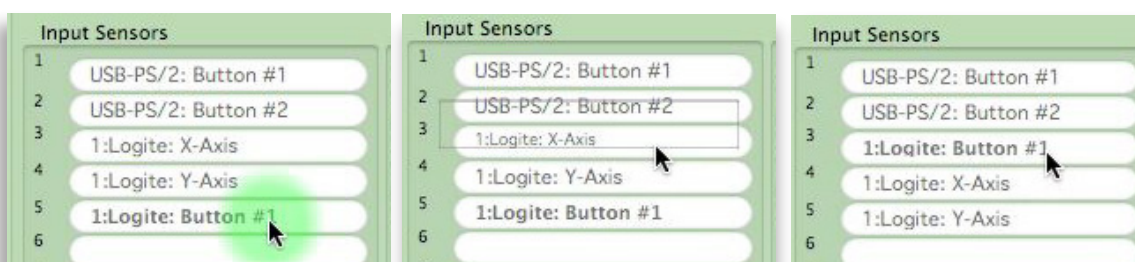 Input Sensors
1
USB-PS/2: Button #1
2
USB-PS/2: Button #2
3
1:Logite: X-Axis
4
1:Logite: Y-Axis
5
1:Logite: Button #1
6
Input Sensors
1
USB-PS/2: Button #1
2
USB-PS/2: Button #2
3
1:Logite: X-Axis
4
1:Logite: Y-Axis
5
1:Logite: Button #1
6
Input Sensors
1
USB-PS/2: Button #1
2
USB-PS/2: Button #2
3
1:Logite: Button #1
4
1:Logite: X-Axis
5
1:Logite: Y-Axis
6